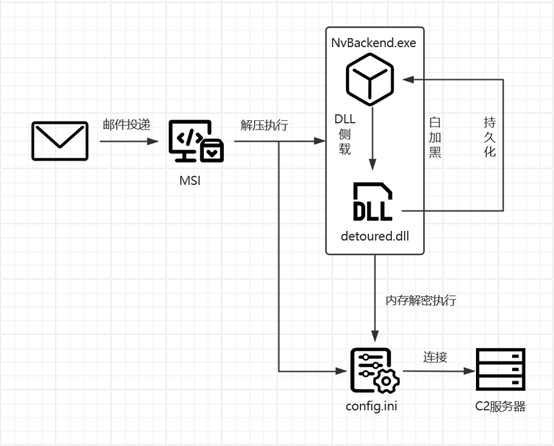 NvBackend.exe
邮件投递
解压执行
MSI
DLL
侧
载
白
加
黑
持
久
化
DLL
detoured.dll
内存解密执行
连接
config.ini
C2服务器